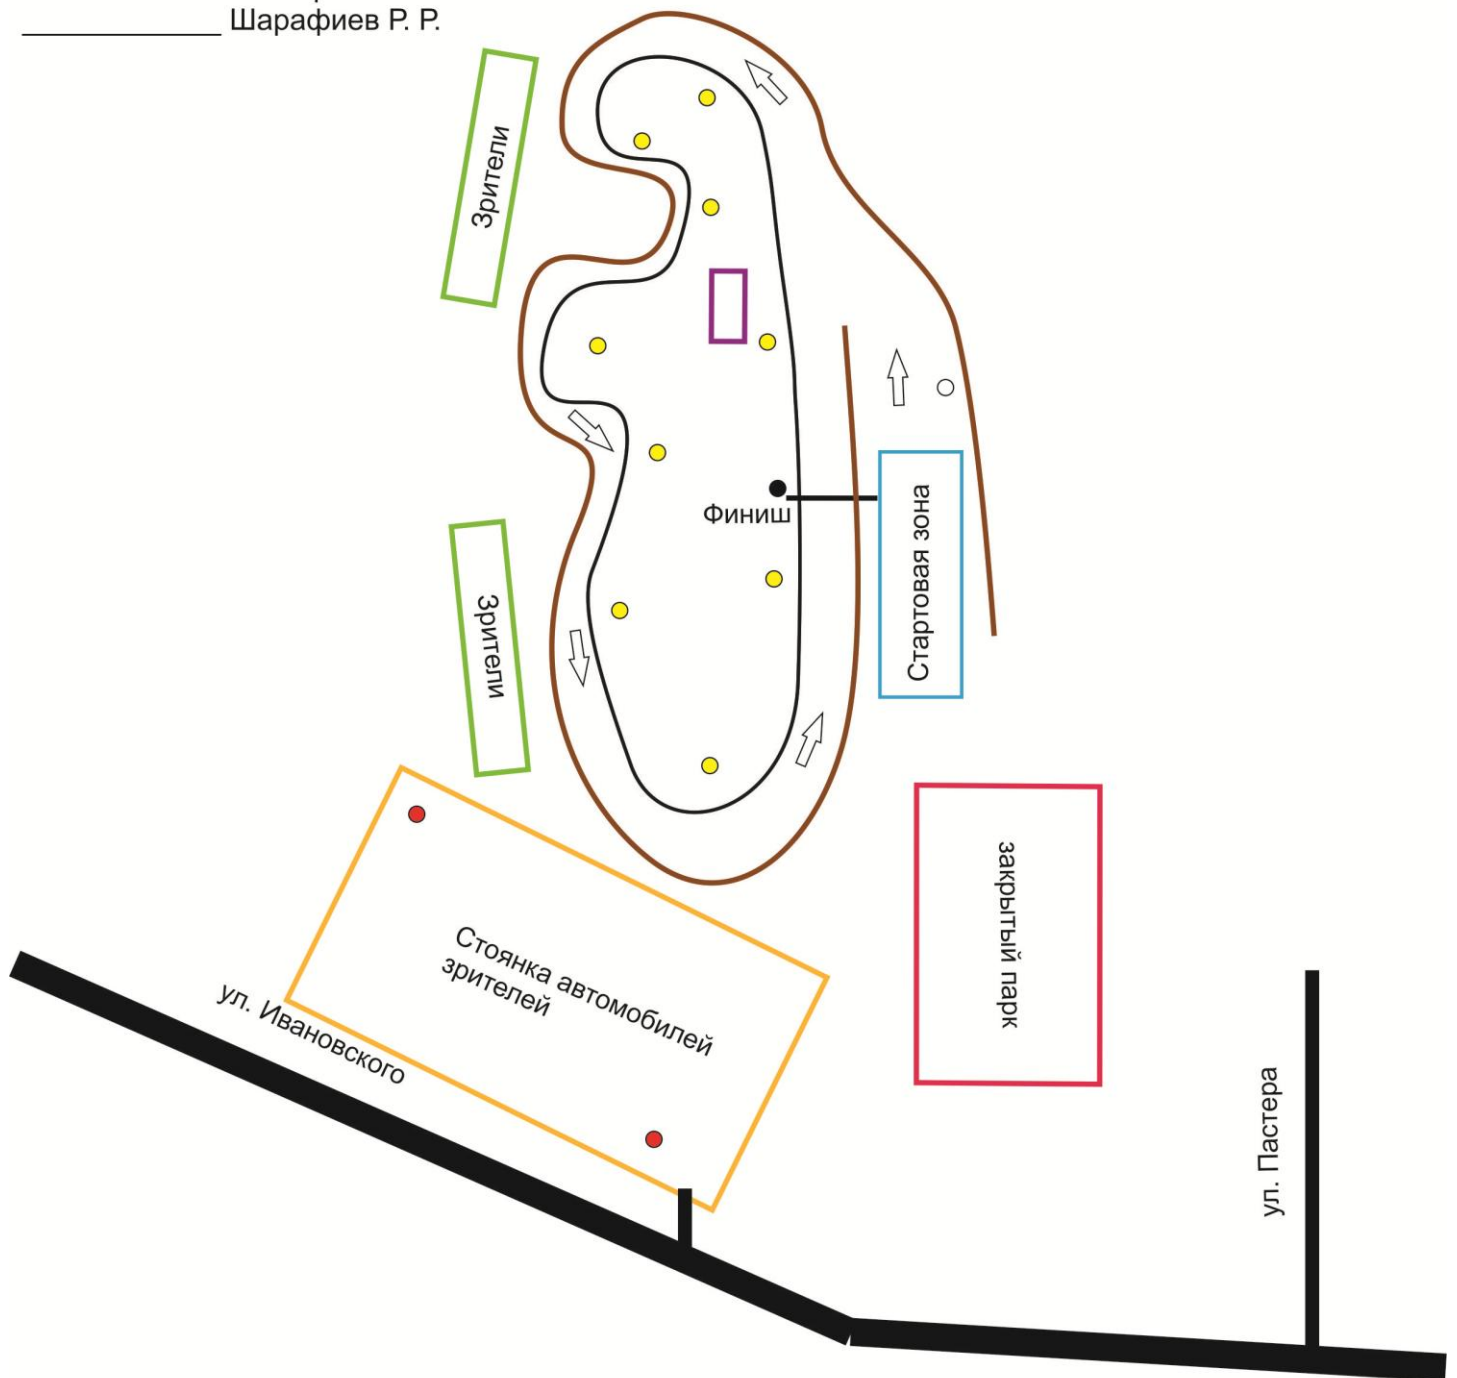 Шарафиев Р. Р.
Зрители
Финиш
Стартовая зона
Зрители
закрытый парк
Стоянка автомобилей
зрителей
ул. Ивановского
ул. Пастера